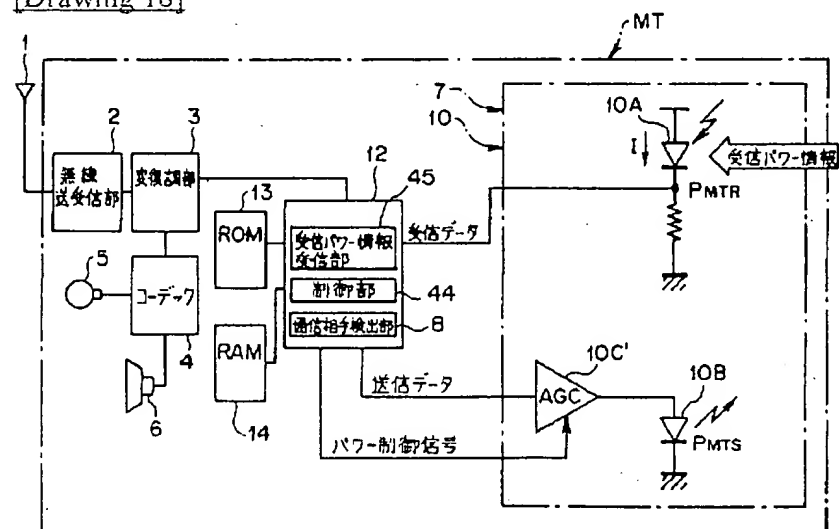 [Drawing 18]
MT
1
2
3
7
10
10A
12
45
13
無線
送受信部
変復調部
I
受信パワー情報
PMTR
ROM
受信パワー情報
受信部
受信データ
5
コーデック
制御部
44
通信相手検出部
8
4
RAM
10C'
10B
送信データ
AGC
6
14
パワー制御信号
PMTS